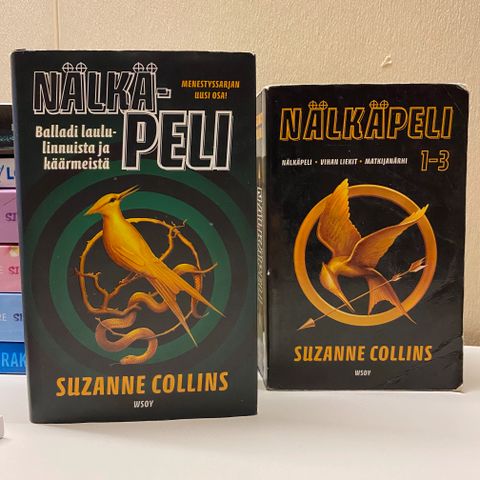 NÄLKÄ-
PELI
MENESTYSSARJAN
UUSI OSA!
Balladi laulu-
linnuista ja
käärmeistä
SUZANNE COLLINS
WSOY
NÄLKÄPELI
1–3
NÄLKÄPELI • VIHAN LIEKIT • MATKIJANÄRHI
SUZANNE COLLINS
WSOY